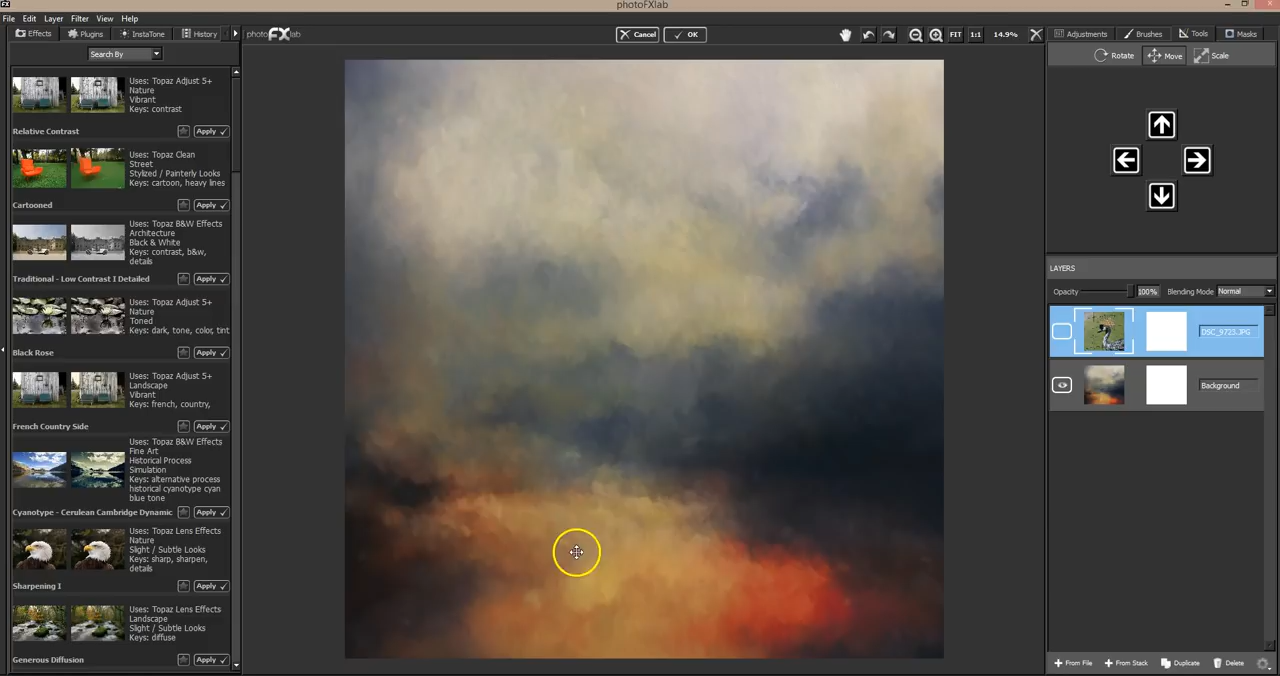 photoFXlab
FX
File Edit Layer Filter View Help
Effects Plugins InstaTone History
photo FX lab
Cancel OK
FIT 1:1 14.9%
Adjustments Brushes Tools Masks
Search By
Rotate Move Scale
Uses: Topaz Adjust 5+
Nature
Vibrant
Keys: contrast
Relative Contrast Apply
Uses: Topaz Clean
Street
Stylized / Painterly Looks
Keys: cartoon, heavy lines
Cartooned Apply
Uses: Topaz B&W Effects
Architecture
Black & White
Keys: contrast, b&w,
details
Traditional - Low Contrast I Detailed Apply
Uses: Topaz Adjust 5+
Nature
Toned
Keys: dark, tone, color, tint
Black Rose Apply
Uses: Topaz Adjust 5+
Landscape
Vibrant
Keys: french, country,
French Country Side Apply
Uses: Topaz B&W Effects
Fine Art
Historical Process
Simulation
Keys: alternative process
historical cyanotype cyan
blue tone
Cyanotype - Cerulean Cambridge Dynamic Apply
Uses: Topaz Lens Effects
Nature
Slight / Subtle Looks
Keys: sharp, sharpen,
details
Sharpening I Apply
Uses: Topaz Lens Effects
Landscape
Slight / Subtle Looks
Keys: diffuse
Generous Diffusion Apply
LAYERS
Opacity 100% Blending Mode Normal
DSC_9723.JPG
Background
From File From Stack Duplicate Delete